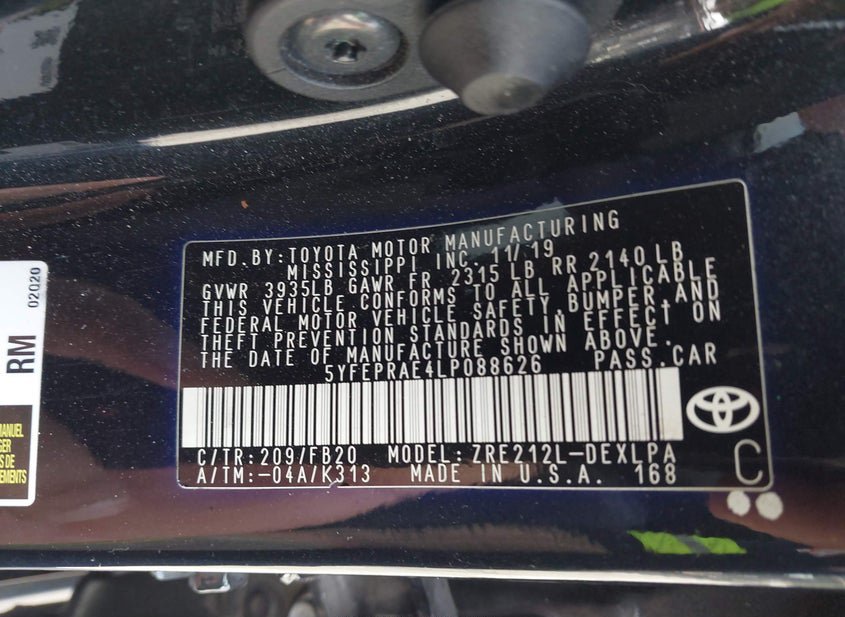 MFD. BY: TOYOTA MOTOR MANUFACTURING
MISSISSIPPI INC. 11/19
GVWR 3935LB GAWR FR 2315 LB RR 2140 LB
THIS VEHICLE CONFORMS TO ALL APPLICABLE
FEDERAL MOTOR VEHICLE SAFETY, BUMPER, AND
THEFT PREVENTION STANDARDS IN EFFECT ON
THE DATE OF MANUFACTURE SHOWN ABOVE.
5YFEPRAE4LP088626 PASS. CAR
C/TR: 209/FB20 MODEL: ZRE212L-DEXLPA
A/TM: -04A/K313 MADE IN U.S.A. 168
C
RM
02020
MANUEL
DE